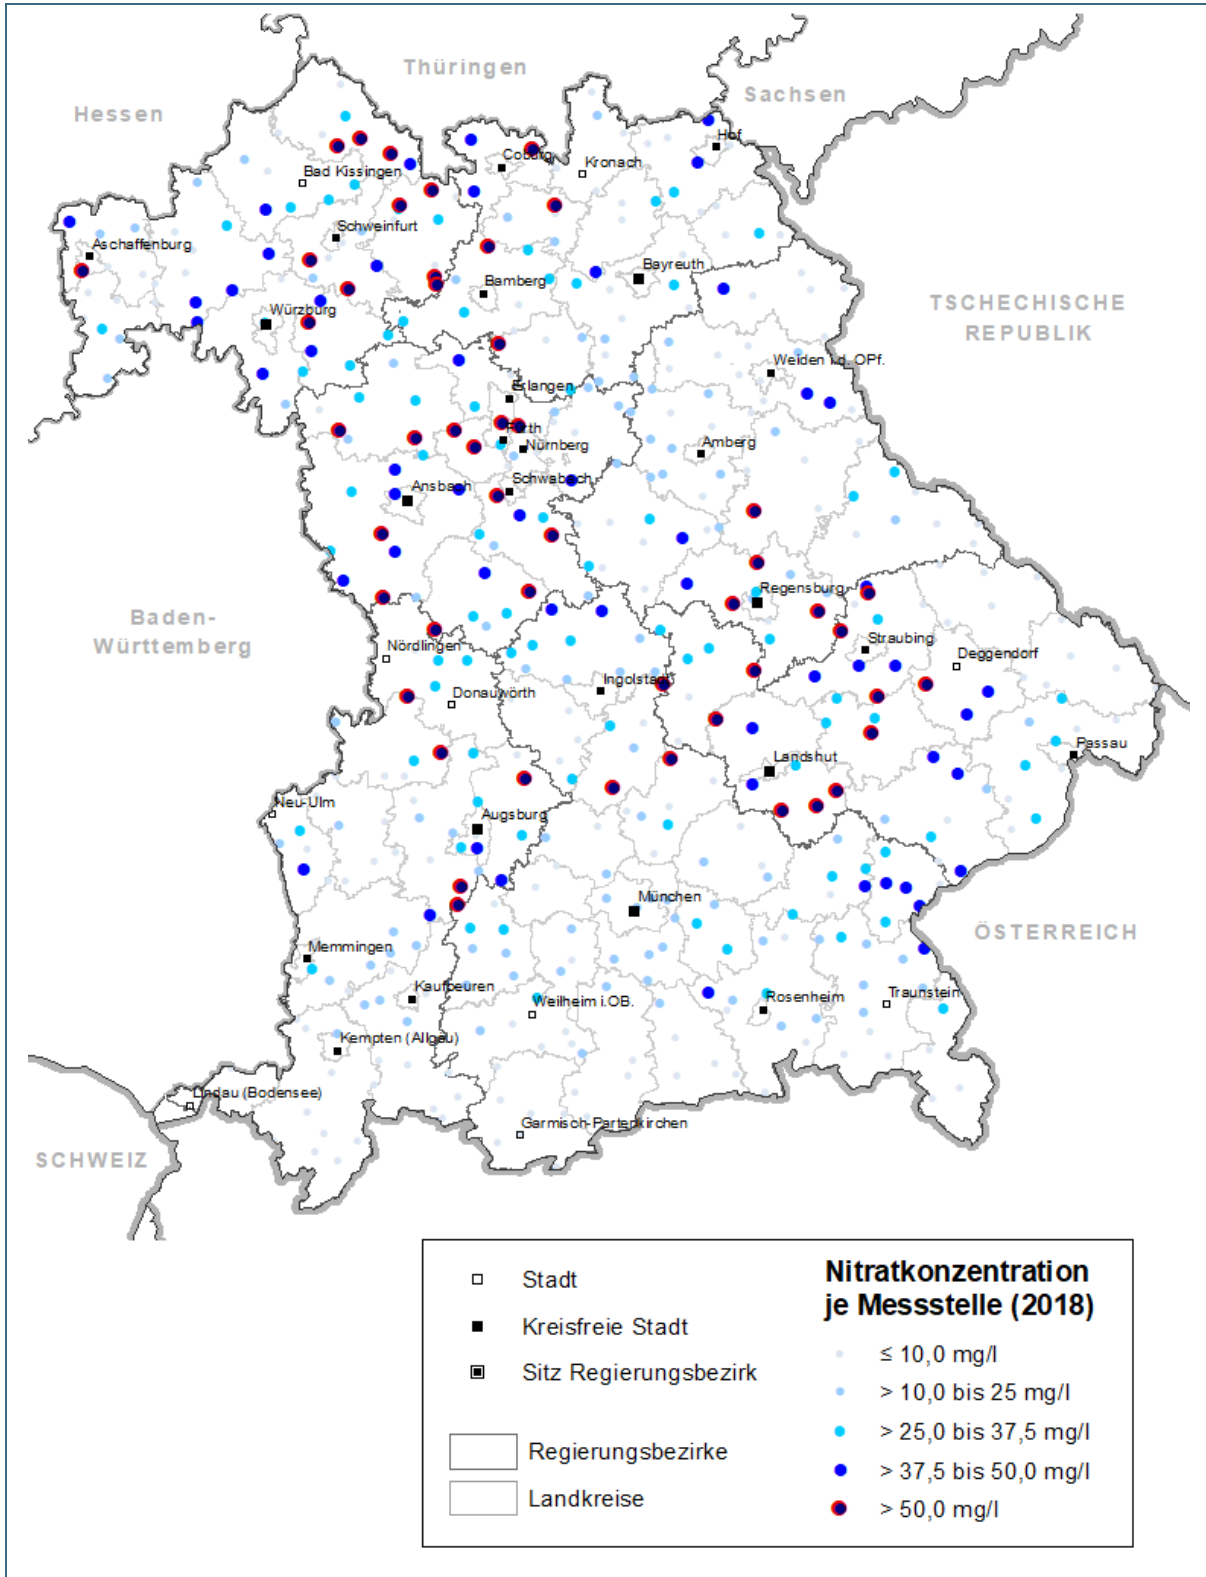 Thüringen
Sachsen
Hessen
Hof
Coburg
Kronach
Bad Kissingen
Schweinfurt
Aschaffenburg
Bayreuth
Bamberg
TSCHECHISCHE
REPUBLIK
Würzburg
Weiden i.d. OPf.
Erlangen
Fürth
Nürnberg
Amberg
Ansbach
Schwabach
Regensburg
Baden-
Württemberg
Straubing
Nördlingen
Deggendorf
Ingolstadt
Donauwörth
Passau
Landshut
Neu-Ulm
Augsburg
München
ÖSTERREICH
Memmingen
Kaufbeuren
Weilheim i.OB.
Rosenheim
Traunstein
Kempten (Allgäu)
Lindau (Bodensee)
Garmisch-Partenkirchen
SCHWEIZ
Stadt
Kreisfreie Stadt
Sitz Regierungsbezirk
Regierungsbezirke
Landkreise
Nitratkonzentration
je Messstelle (2018)
≤ 10,0 mg/l
> 10,0 bis 25 mg/l
> 25,0 bis 37,5 mg/l
> 37,5 bis 50,0 mg/l
> 50,0 mg/l